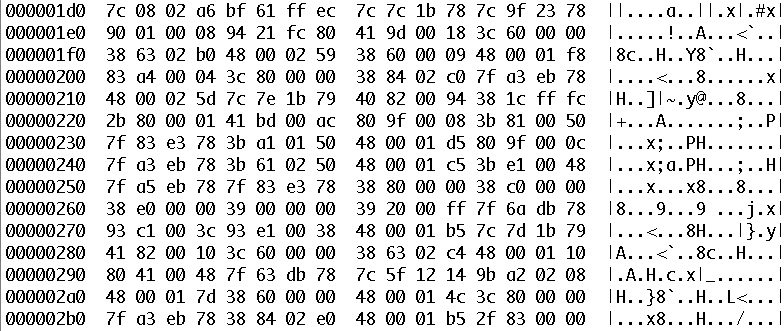 000001d0  7c 08 02 a6 bf 61 ff ec  7c 7c 1b 78 7c 9f 23 78  ||....a..||.x|.#x|
000001e0  90 01 00 08 94 21 fc 80  41 9d 00 18 3c 60 00 00  |.....!..A...<`..|
000001f0  38 63 02 b0 48 00 02 59  38 60 00 09 48 00 01 f8  |8c..H..Y8`..H...|
00000200  83 a4 00 04 3c 80 00 00  38 84 02 c0 7f a3 eb 78  |....<...8......x|
00000210  48 00 02 5d 7c 7e 1b 79  40 82 00 94 38 1c ff fc  |H..]|~.y@...8...|
00000220  2b 80 00 01 41 bd 00 ac  80 9f 00 08 3b 81 00 50  |+...A.......;..P|
00000230  7f 83 e3 78 3b a1 01 50  48 00 01 d5 80 9f 00 0c  |...x;..PH.......|
00000240  7f a3 eb 78 3b 61 02 50  48 00 01 c5 3b e1 00 48  |...x;a.PH...;..H|
00000250  7f a5 eb 78 7f 83 e3 78  38 80 00 00 38 c0 00 00  |...x...x8...8...|
00000260  38 e0 00 00 39 00 00 00  39 20 00 ff 7f 6a db 78  |8...9...9 ...j.x|
00000270  93 c1 00 3c 93 e1 00 38  48 00 01 b5 7c 7d 1b 79  |...<...8H...|}.y|
00000280  41 82 00 10 3c 60 00 00  38 63 02 c4 48 00 01 10  |A...<`..8c..H...|
00000290  80 41 00 48 7f 63 db 78  7c 5f 12 14 9b a2 02 08  |.A.H.c.x|_......|
000002a0  48 00 01 7d 38 60 00 00  48 00 01 4c 3c 80 00 00  |H..}8`..H..L<...|
000002b0  7f a3 eb 78 38 84 02 e0  48 00 01 b5 2f 83 00 00  |...x8...H.../...|